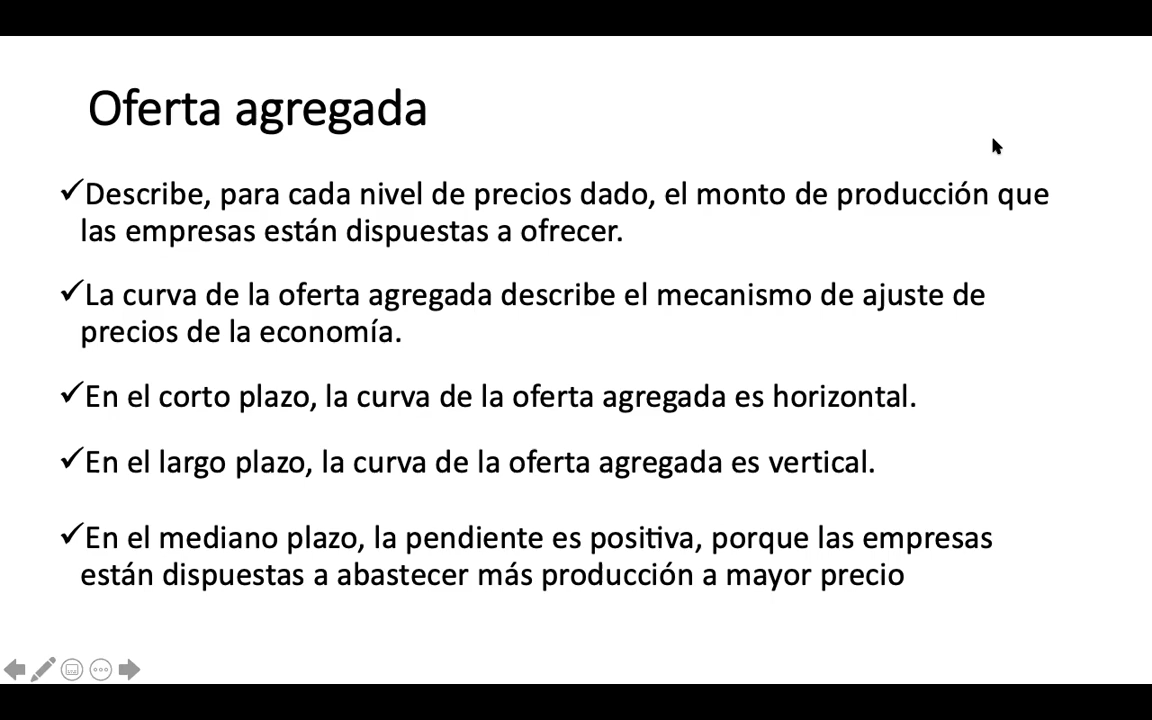 Oferta agregada
✓Describe, para cada nivel de precios dado, el monto de producción que
las empresas están dispuestas a ofrecer.
✓La curva de la oferta agregada describe el mecanismo de ajuste de
precios de la economía.
✓En el corto plazo, la curva de la oferta agregada es horizontal.
✓En el largo plazo, la curva de la oferta agregada es vertical.
✓En el mediano plazo, la pendiente es positiva, porque las empresas
están dispuestas a abastecer más producción a mayor precio